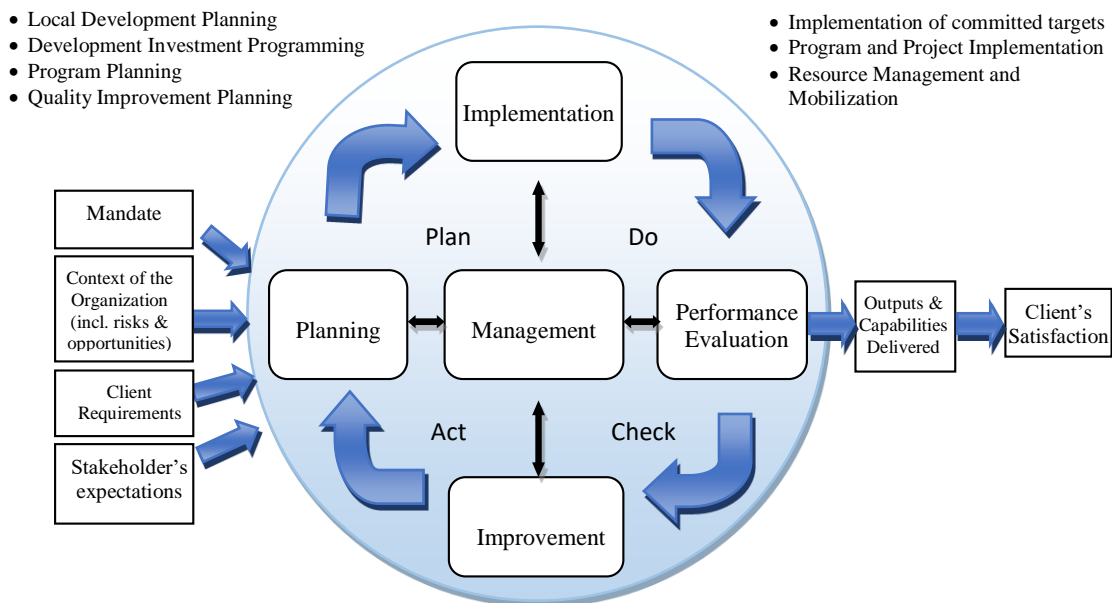 • Local Development Planning
• Development Investment Programming
• Program Planning
• Quality Improvement Planning
• Implementation of committed targets
• Program and Project Implementation
• Resource Management and
Mobilization
Implementation
Mandate
Context of the
Organization
(incl. risks &
opportunities)
Client
Requirements
Stakeholder's
expectations
Plan
Do
Planning
Management
Performance
Evaluation
Outputs &
Capabilities
Delivered
Client's
Satisfaction
Act
Check
Improvement